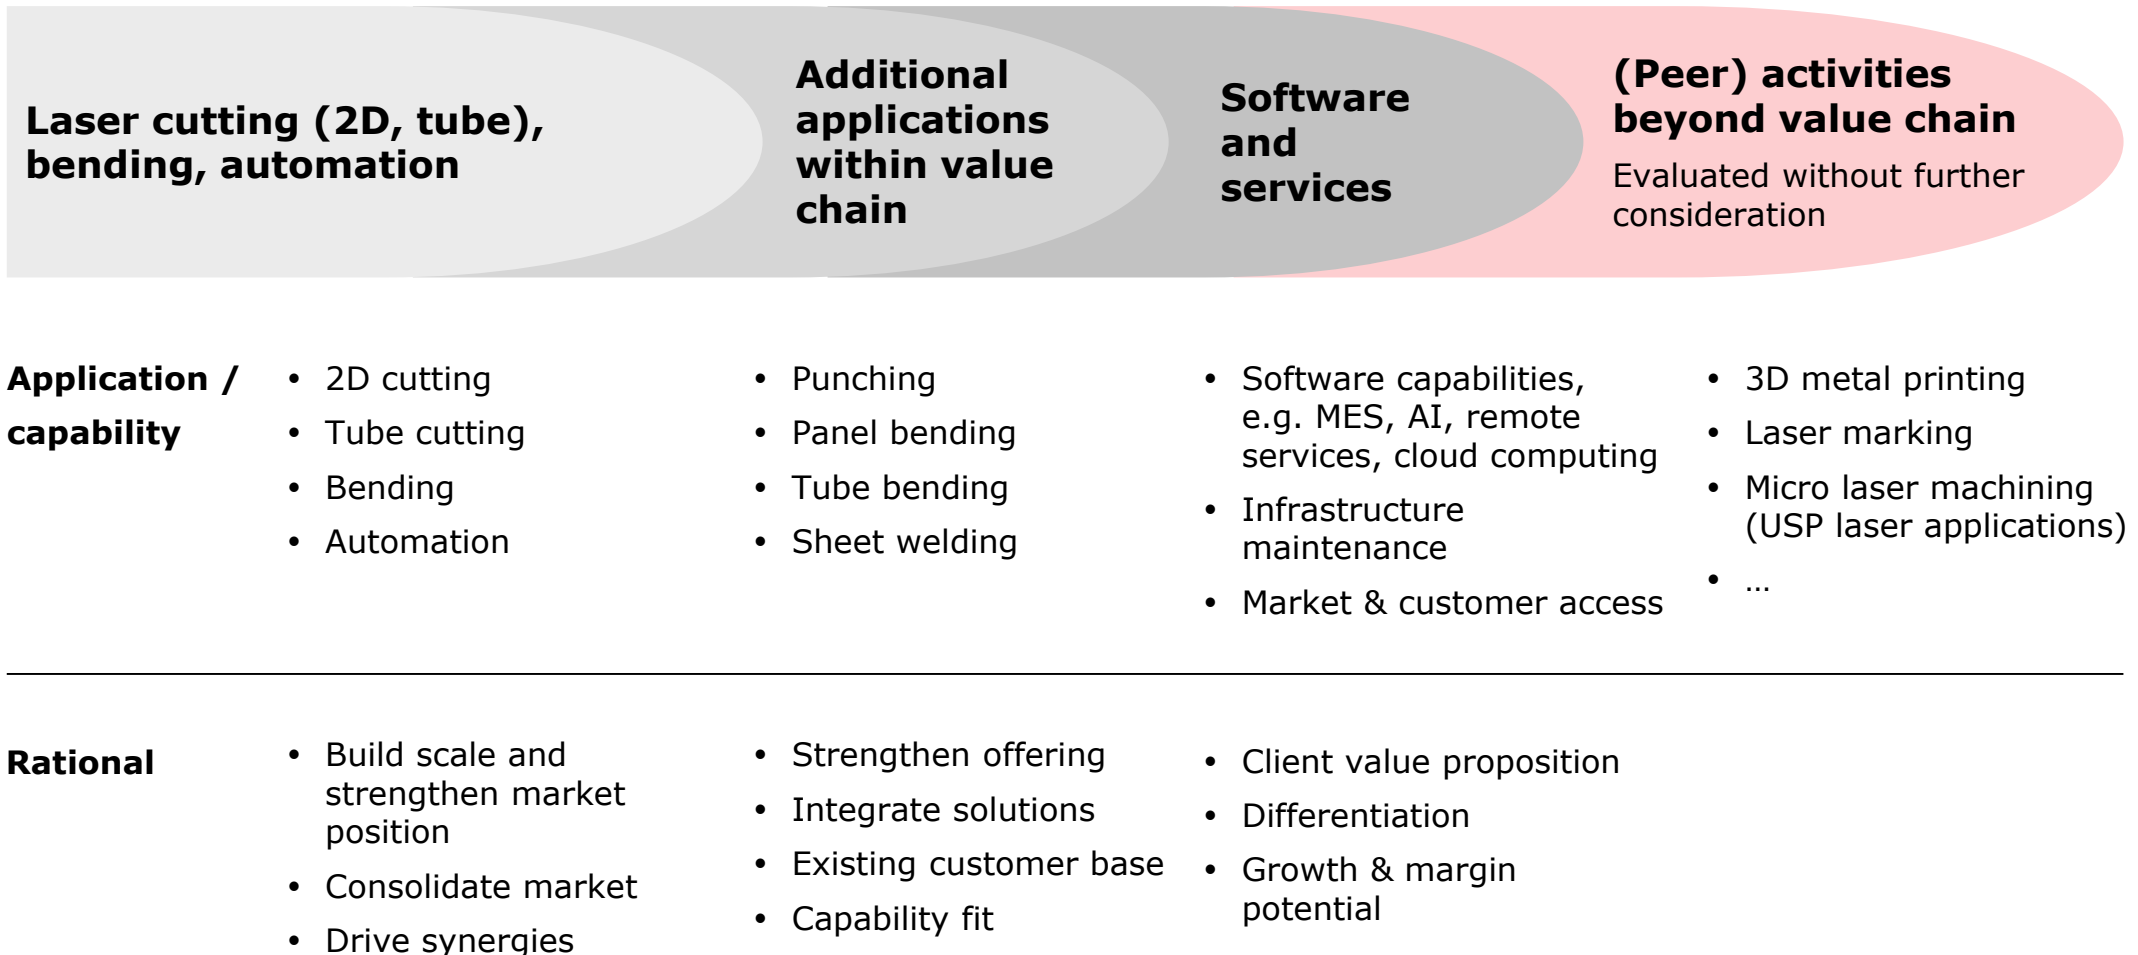 Laser cutting (2D, tube),
bending, automation
Additional
applications
within value
chain
Software
and
services
(Peer) activities
beyond value chain
Evaluated without further
consideration
Application /
capability
• 2D cutting
• Tube cutting
• Bending
• Automation
• Punching
• Panel bending
• Tube bending
• Sheet welding
• Software capabilities,
e.g. MES, AI, remote
services, cloud computing
• Infrastructure
maintenance
• Market & customer access
• 3D metal printing
• Laser marking
• Micro laser machining
(USP laser applications)
• …
Rational
• Build scale and
strengthen market
position
• Consolidate market
• Drive synergies
• Strengthen offering
• Integrate solutions
• Existing customer base
• Capability fit
• Client value proposition
• Differentiation
• Growth & margin
potential